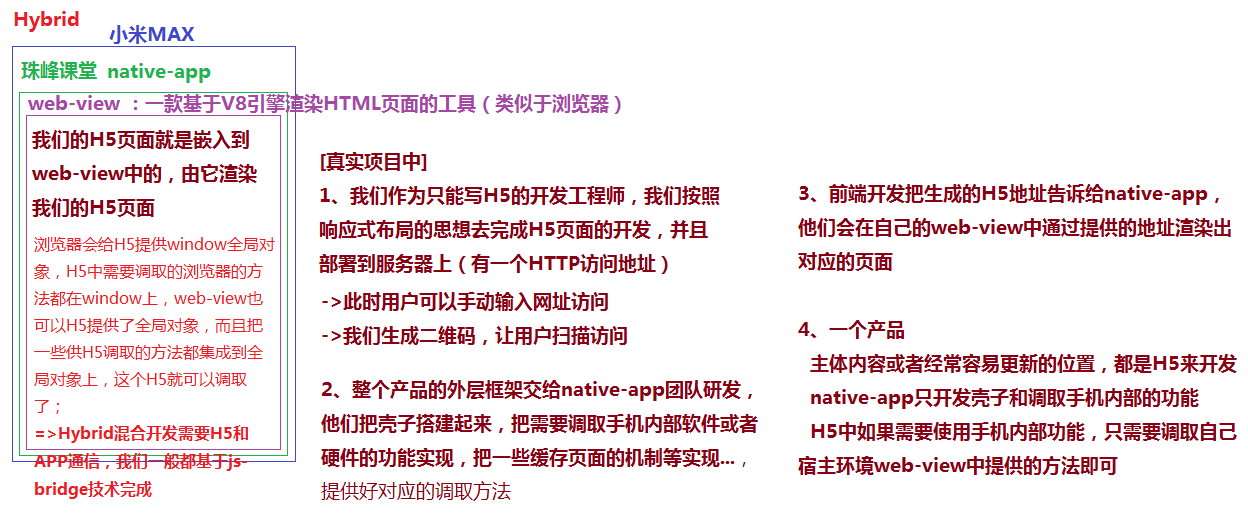 Hybrid
小米MAX
珠峰课堂 native-app
web-view ：一款基于V8引擎渲染HTML页面的工具（类似于浏览器）
我们的H5页面就是嵌入到
web-view中的，由它渲染
我们的H5页面
浏览器会给H5提供window全局对
象，H5中需要调取的浏览器的方
法都在window上，web-view也
可以H5提供了全局对象，而且把
一些供H5调取的方法都集成到全
局对象上，这个H5就可以调取
了；
=>Hybrid混合开发需要H5和
APP通信，我们一般都基于js-
bridge技术完成
[真实项目中]
1、我们作为只能写H5的开发工程师，我们按照
响应式布局的思想去完成H5页面的开发，并且
部署到服务器上（有一个HTTP访问地址）
->此时用户可以手动输入网址访问
->我们生成二维码，让用户扫描访问
2、整个产品的外层框架交给native-app团队研发，
他们把壳子搭建起来，把需要调取手机内部软件或者
硬件的功能实现，把一些缓存页面的机制等实现...，
提供好对应的调取方法
3、前端开发把生成的H5地址告诉给native-app，
他们会在自己的web-view中通过提供的地址渲染出
对应的页面
4、一个产品
主体内容或者经常容易更新的位置，都是H5来开发
native-app只开发壳子和调取手机内部的功能
H5中如果需要使用手机内部功能，只需要调取自己
宿主环境web-view中提供的方法即可